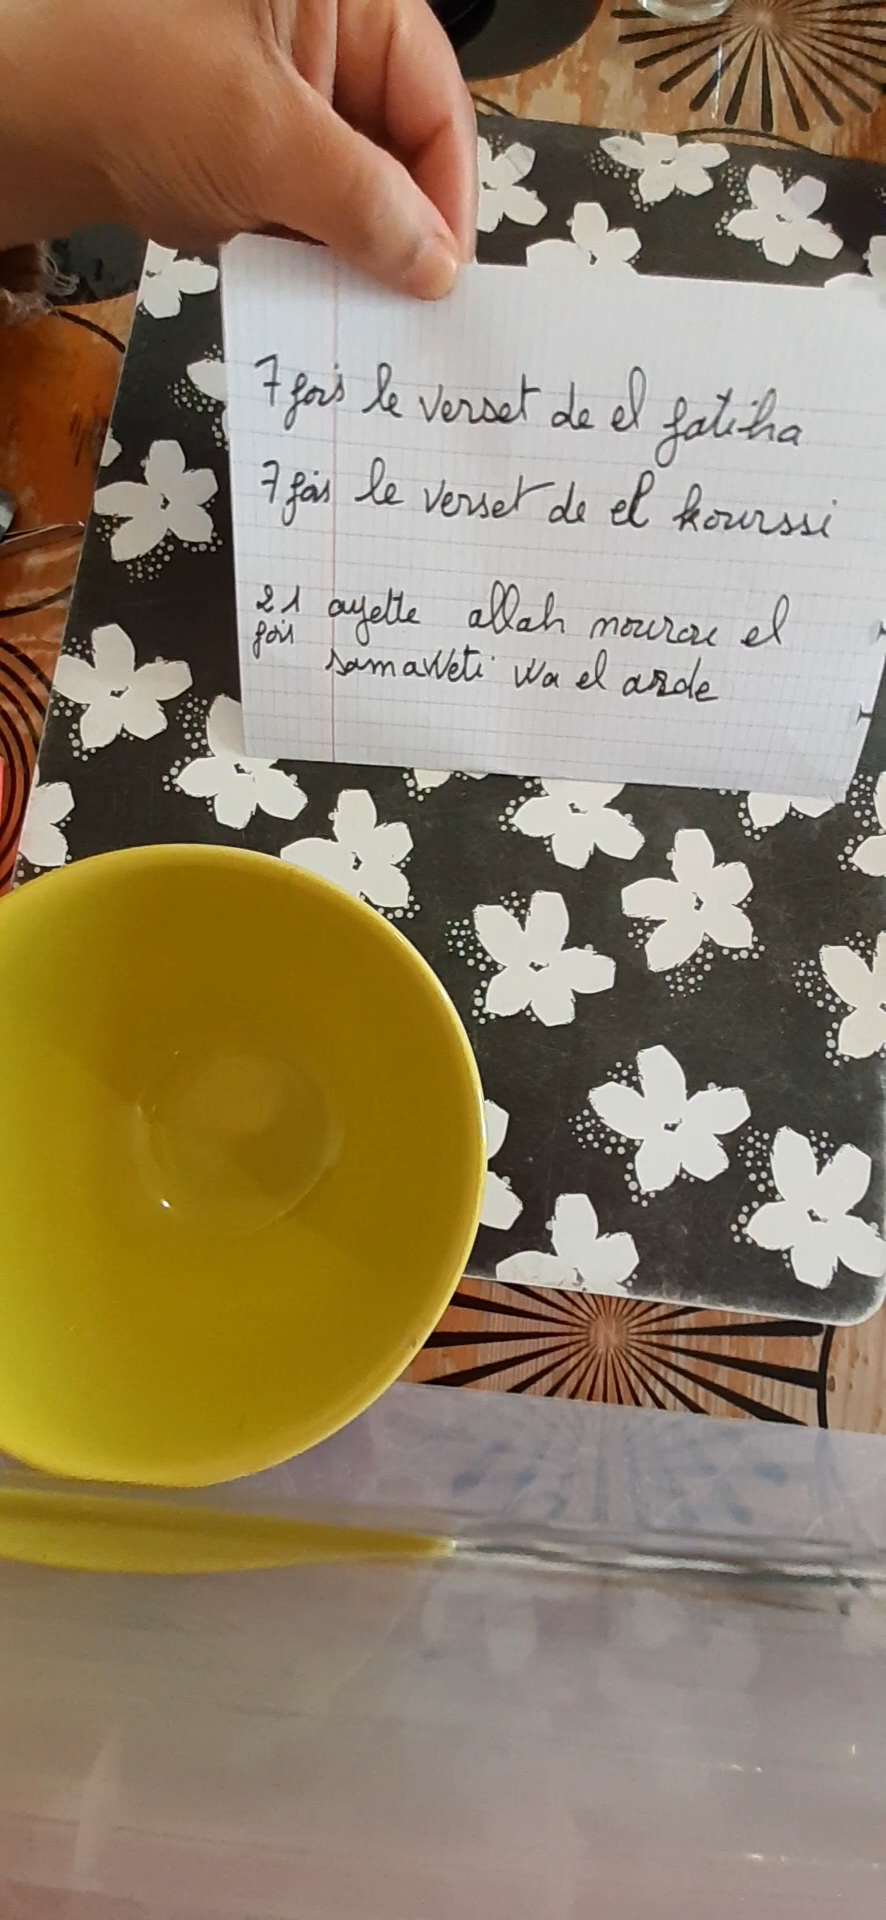 7 fois le verset de el fatiha
7 fois le verset de el kourssi
21 fois ayette allah nourou el
samaweti wa el arde